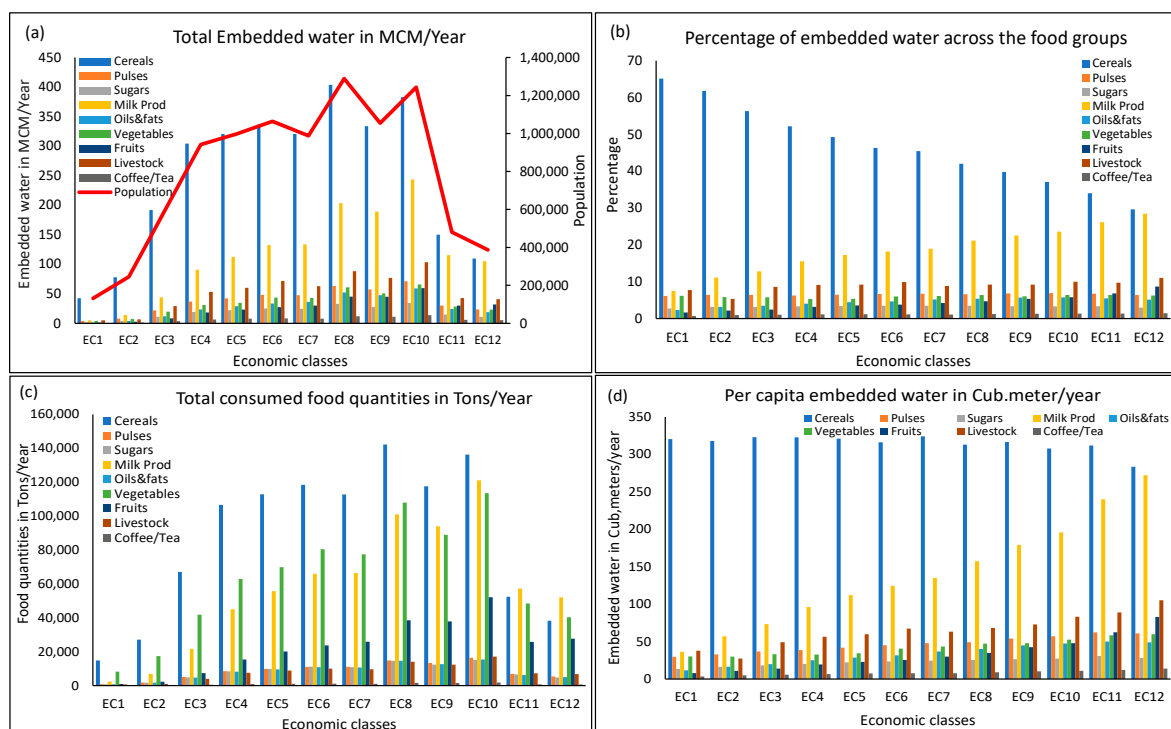 (a)
Total Embedded water in MCM/Year
450
400
350
300
250
200
150
100
50
0
1,400,000
1,200,000
1,000,000
800,000
600,000
400,000
200,000
0
Embedded water in MCM/Year
Population
Cereals
Pulses
Sugars
Milk Prod
Oils&fats
Vegetables
Fruits
Livestock
Coffee/Tea
Population
EC1 EC2 EC3 EC4 EC5 EC6 EC7 EC8 EC9 EC10 EC11 EC12
Economic classes
(b)
Percentage of embedded water across the food groups
70
60
50
40
30
20
10
0
Percentage
Cereals
Pulses
Sugars
Milk Prod
Oils&fats
Vegetables
Fruits
Livestock
Coffee/Tea
EC1 EC2 EC3 EC4 EC5 EC6 EC7 EC8 EC9 EC10 EC11 EC12
Economic classes
(c)
Total consumed food quantities in Tons/Year
160,000
140,000
120,000
100,000
80,000
60,000
40,000
20,000
0
Food quantities in Tons/Year
Cereals
Pulses
Sugars
Milk Prod
Oils&fats
Vegetables
Fruits
Livestock
Coffee/Tea
EC1 EC2 EC3 EC4 EC5 EC6 EC7 EC8 EC9 EC10 EC11 EC12
Economic classes
(d)
Per capita embedded water in Cub.meter/year
350
300
250
200
150
100
50
0
Embedded water in Cub,meters/year
Cereals Pulses Sugars Milk Prod Oils&fats
Vegetables Fruits Livestock Coffee/Tea
EC1 EC2 EC3 EC4 EC5 EC6 EC7 EC8 EC9 EC10 EC11 EC12
Economic classes